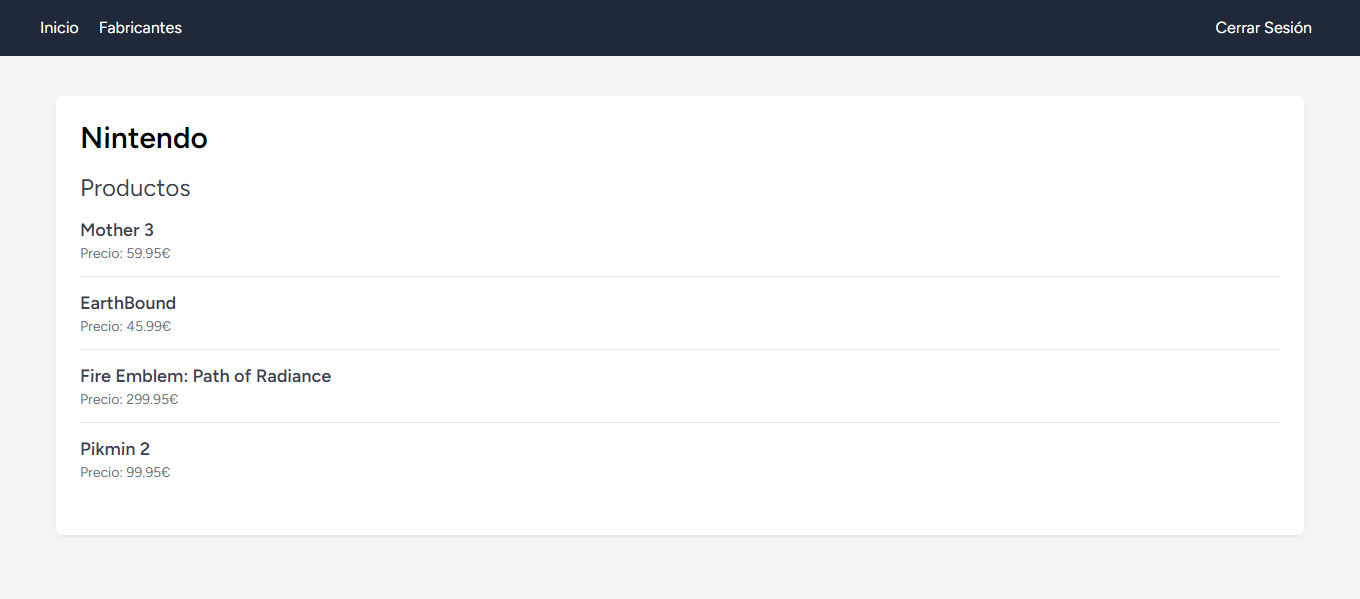 Inicio Fabricantes Cerrar Sesión
Nintendo
Productos
Mother 3
Precio: 59.95€
EarthBound
Precio: 45.99€
Fire Emblem: Path of Radiance
Precio: 299.95€
Pikmin 2
Precio: 99.95€